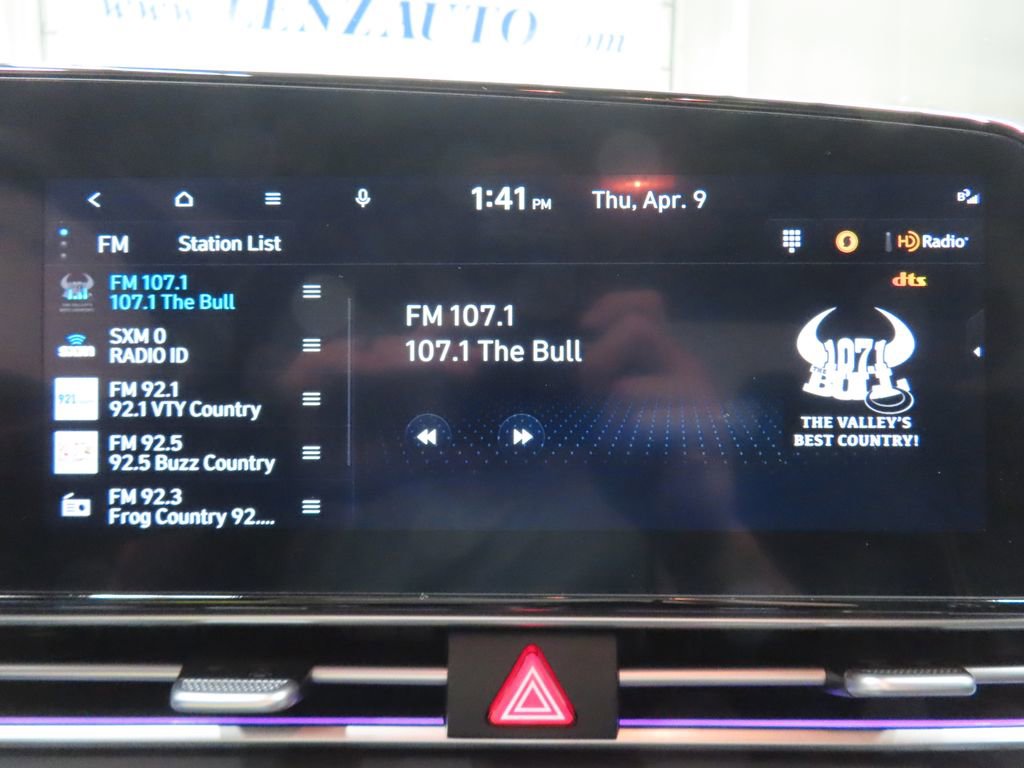 www.LENZAUTO.com
1:41 PM
Thu, Apr. 9
FM
Station List
HD Radio
dts
FM 107.1
107.1 The Bull
SXM 0
RADIO ID
FM 92.1
92.1 VTY Country
FM 92.5
92.5 Buzz Country
FM 92.3
Frog Country 92....
FM 107.1
107.1 The Bull
107.1
THE BULL
THE VALLEY'S
BEST COUNTRY!